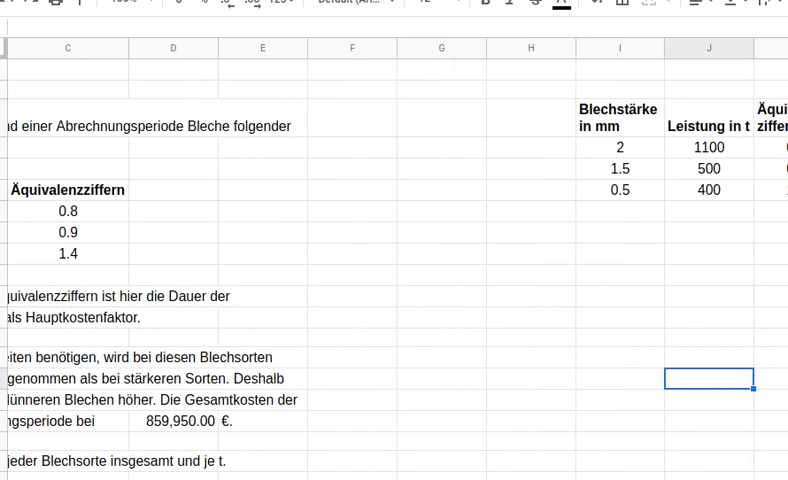 C D E F G H I J
nd einer Abrechnungsperiode Bleche folgender
Blechstärke in mm Leistung in t
2 1100
1.5 500
0.5 400
Äquivalenzziffern
0.8
0.9
1.4
quivalenzziffern ist hier die Dauer der
als Hauptkostenfaktor.
eiten benötigen, wird bei diesen Blechsorten
genommen als bei stärkeren Sorten. Deshalb
lünneren Blechen höher. Die Gesamtkosten der
ngsperiode bei 859,950.00 €.
jeder Blechsorte insgesamt und je t.